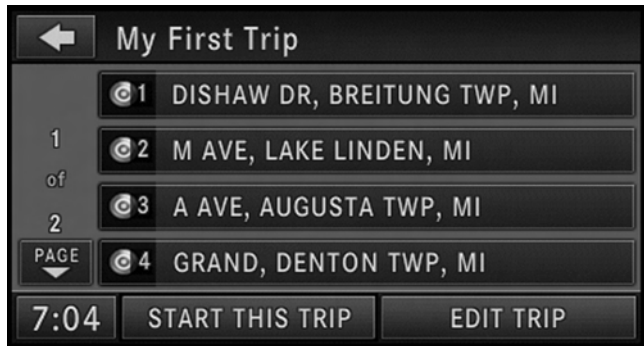 My First Trip
1 DISHAW DR, BREITUNG TWP, MI
2 M AVE, LAKE LINDEN, MI
3 A AVE, AUGUSTA TWP, MI
4 GRAND, DENTON TWP, MI
1
of
2
PAGE
7:04
START THIS TRIP
EDIT TRIP